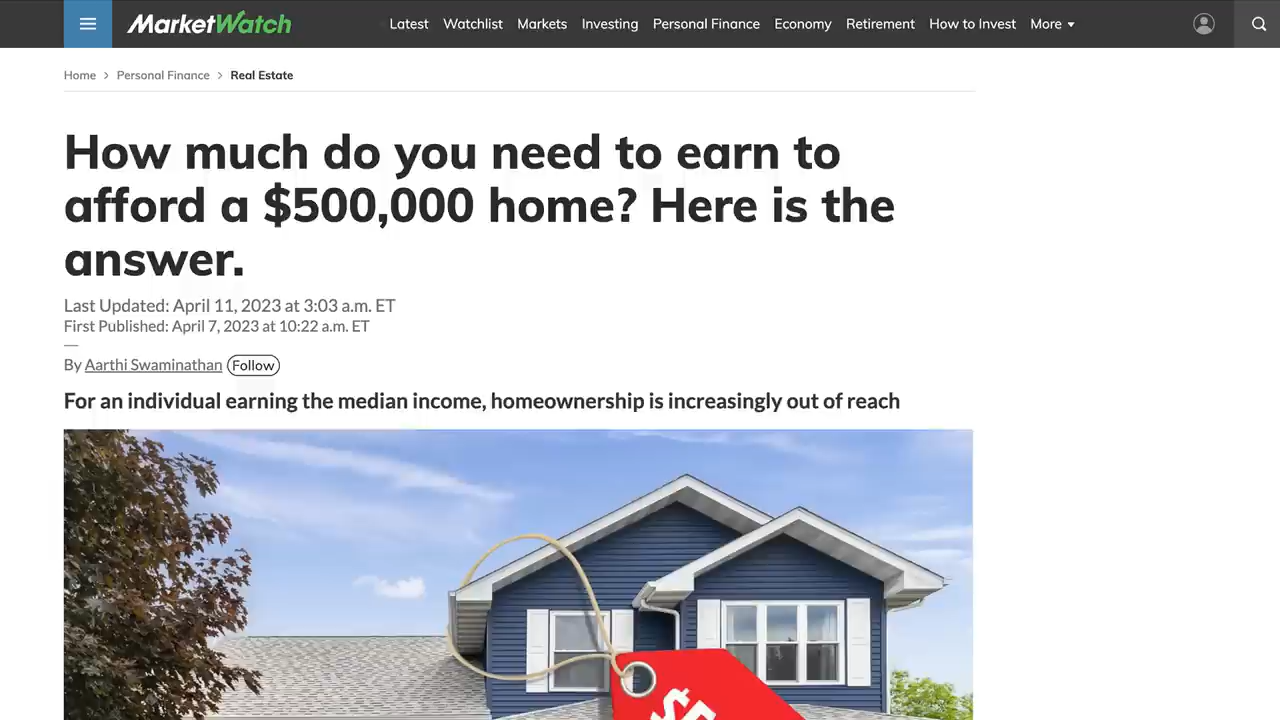 MarketWatch Latest Watchlist Markets Investing Personal Finance Economy Retirement How to Invest More
Home > Personal Finance > Real Estate
How much do you need to earn to
afford a $500,000 home? Here is the
answer.
Last Updated: April 11, 2023 at 3:03 a.m. ET
First Published: April 7, 2023 at 10:22 a.m. ET
—
By Aarthi Swaminathan Follow
For an individual earning the median income, homeownership is increasingly out of reach